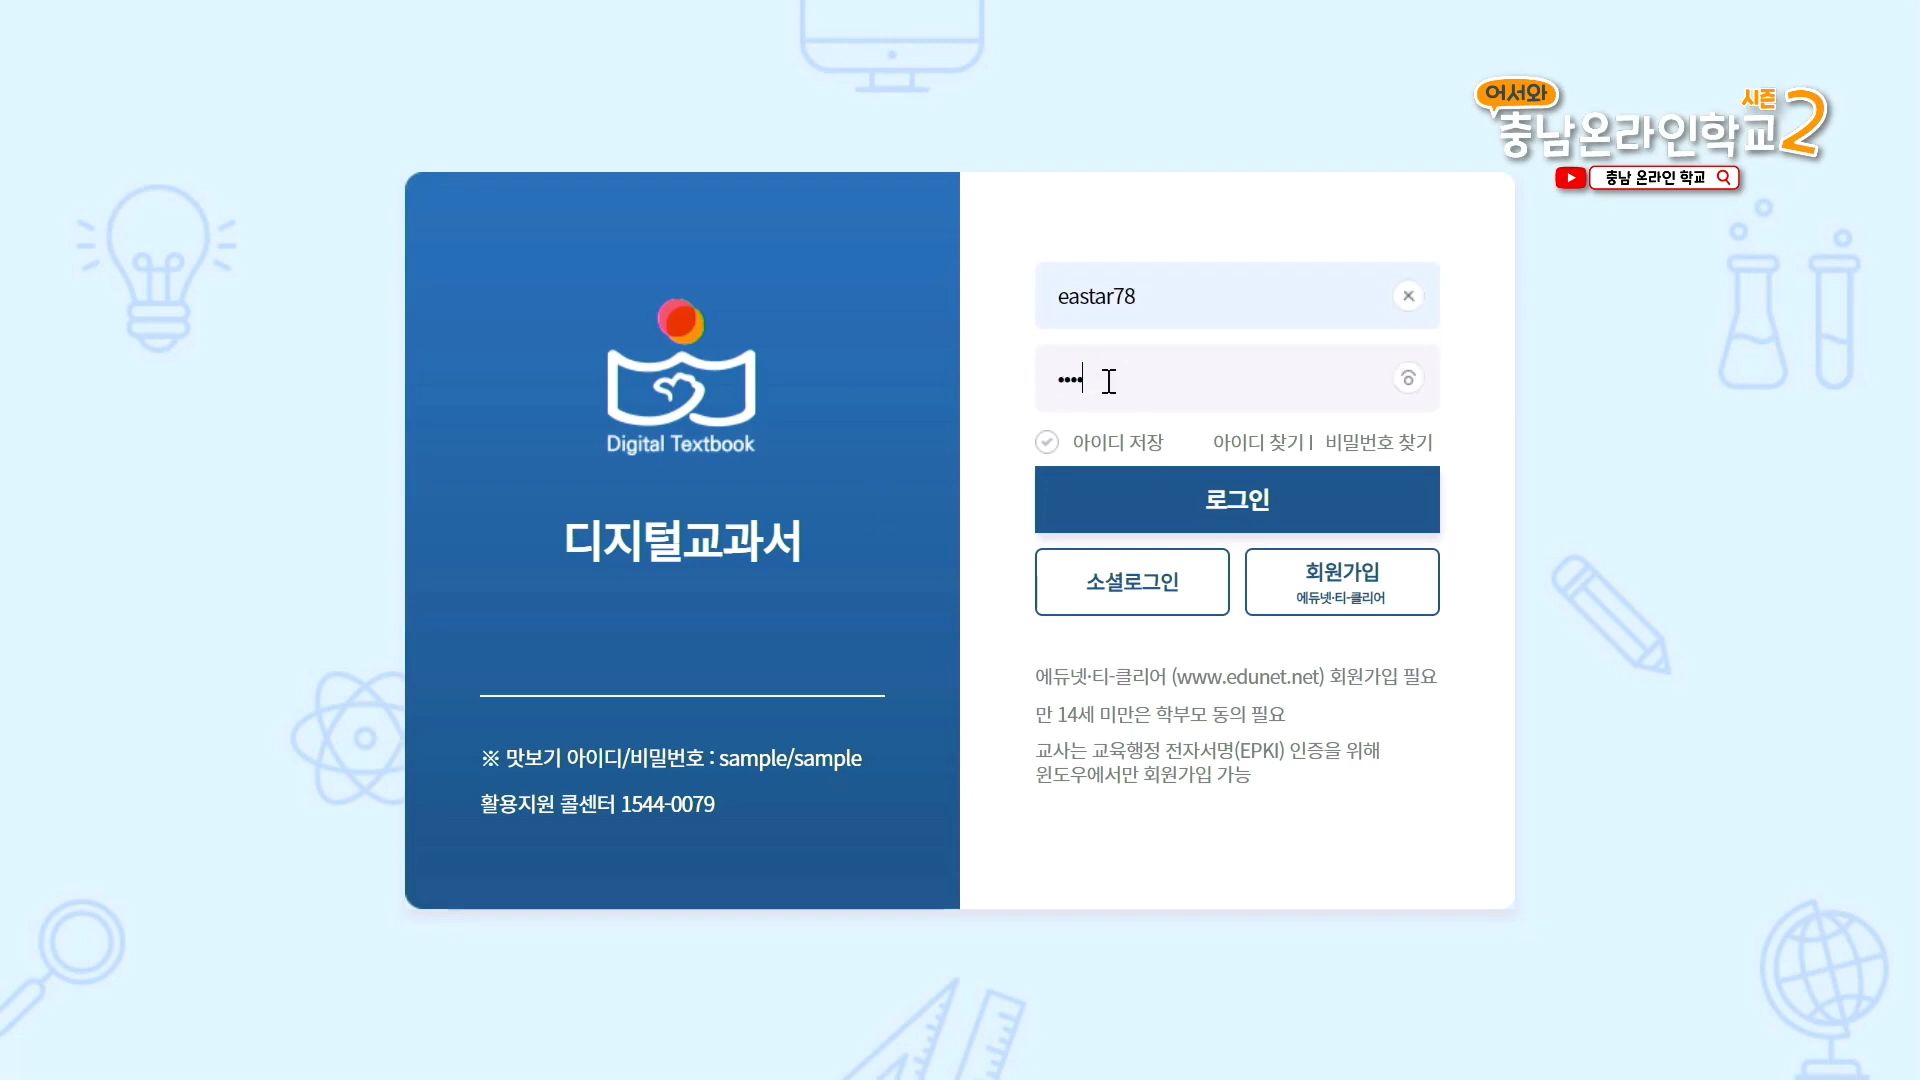 어서와
시즌
충남온라인학교2
충남 온라인 학교
Digital Textbook
디지털교과서
※ 맛보기 아이디/비밀번호 : sample/sample
활용지원 콜센터 1544-0079
eastar78
••••
아이디 저장
아이디 찾기 | 비밀번호 찾기
로그인
소셜로그인
회원가입
에듀넷·티-클리어
에듀넷·티-클리어 (www.edunet.net) 회원가입 필요
만 14세 미만은 학부모 동의 필요
교사는 교육행정 전자서명(EPKI) 인증을 위해
윈도우에서만 회원가입 가능